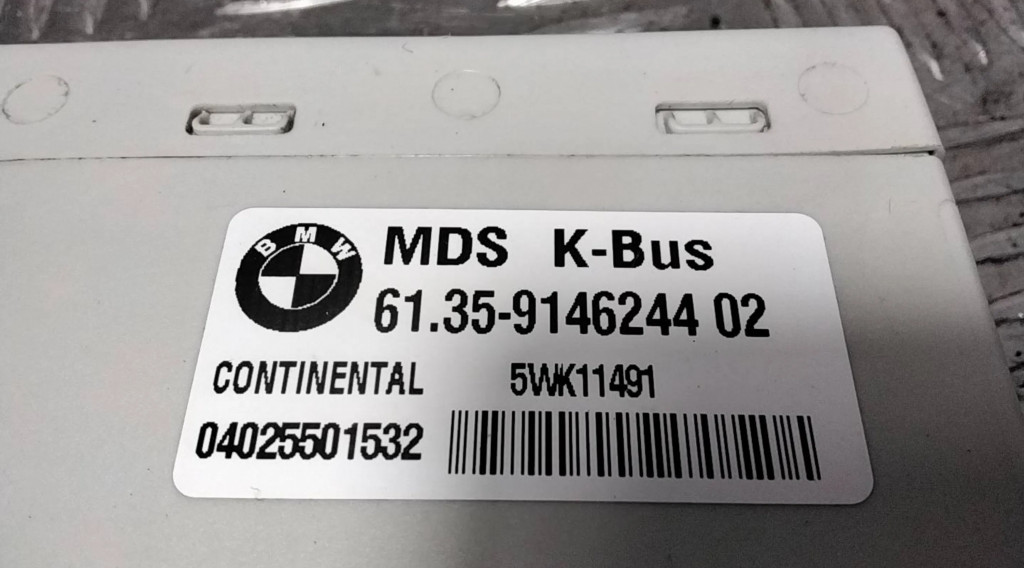 BMW
MDS K-Bus
61.35-9146244 02
CONTINENTAL 5WK11491
04025501532